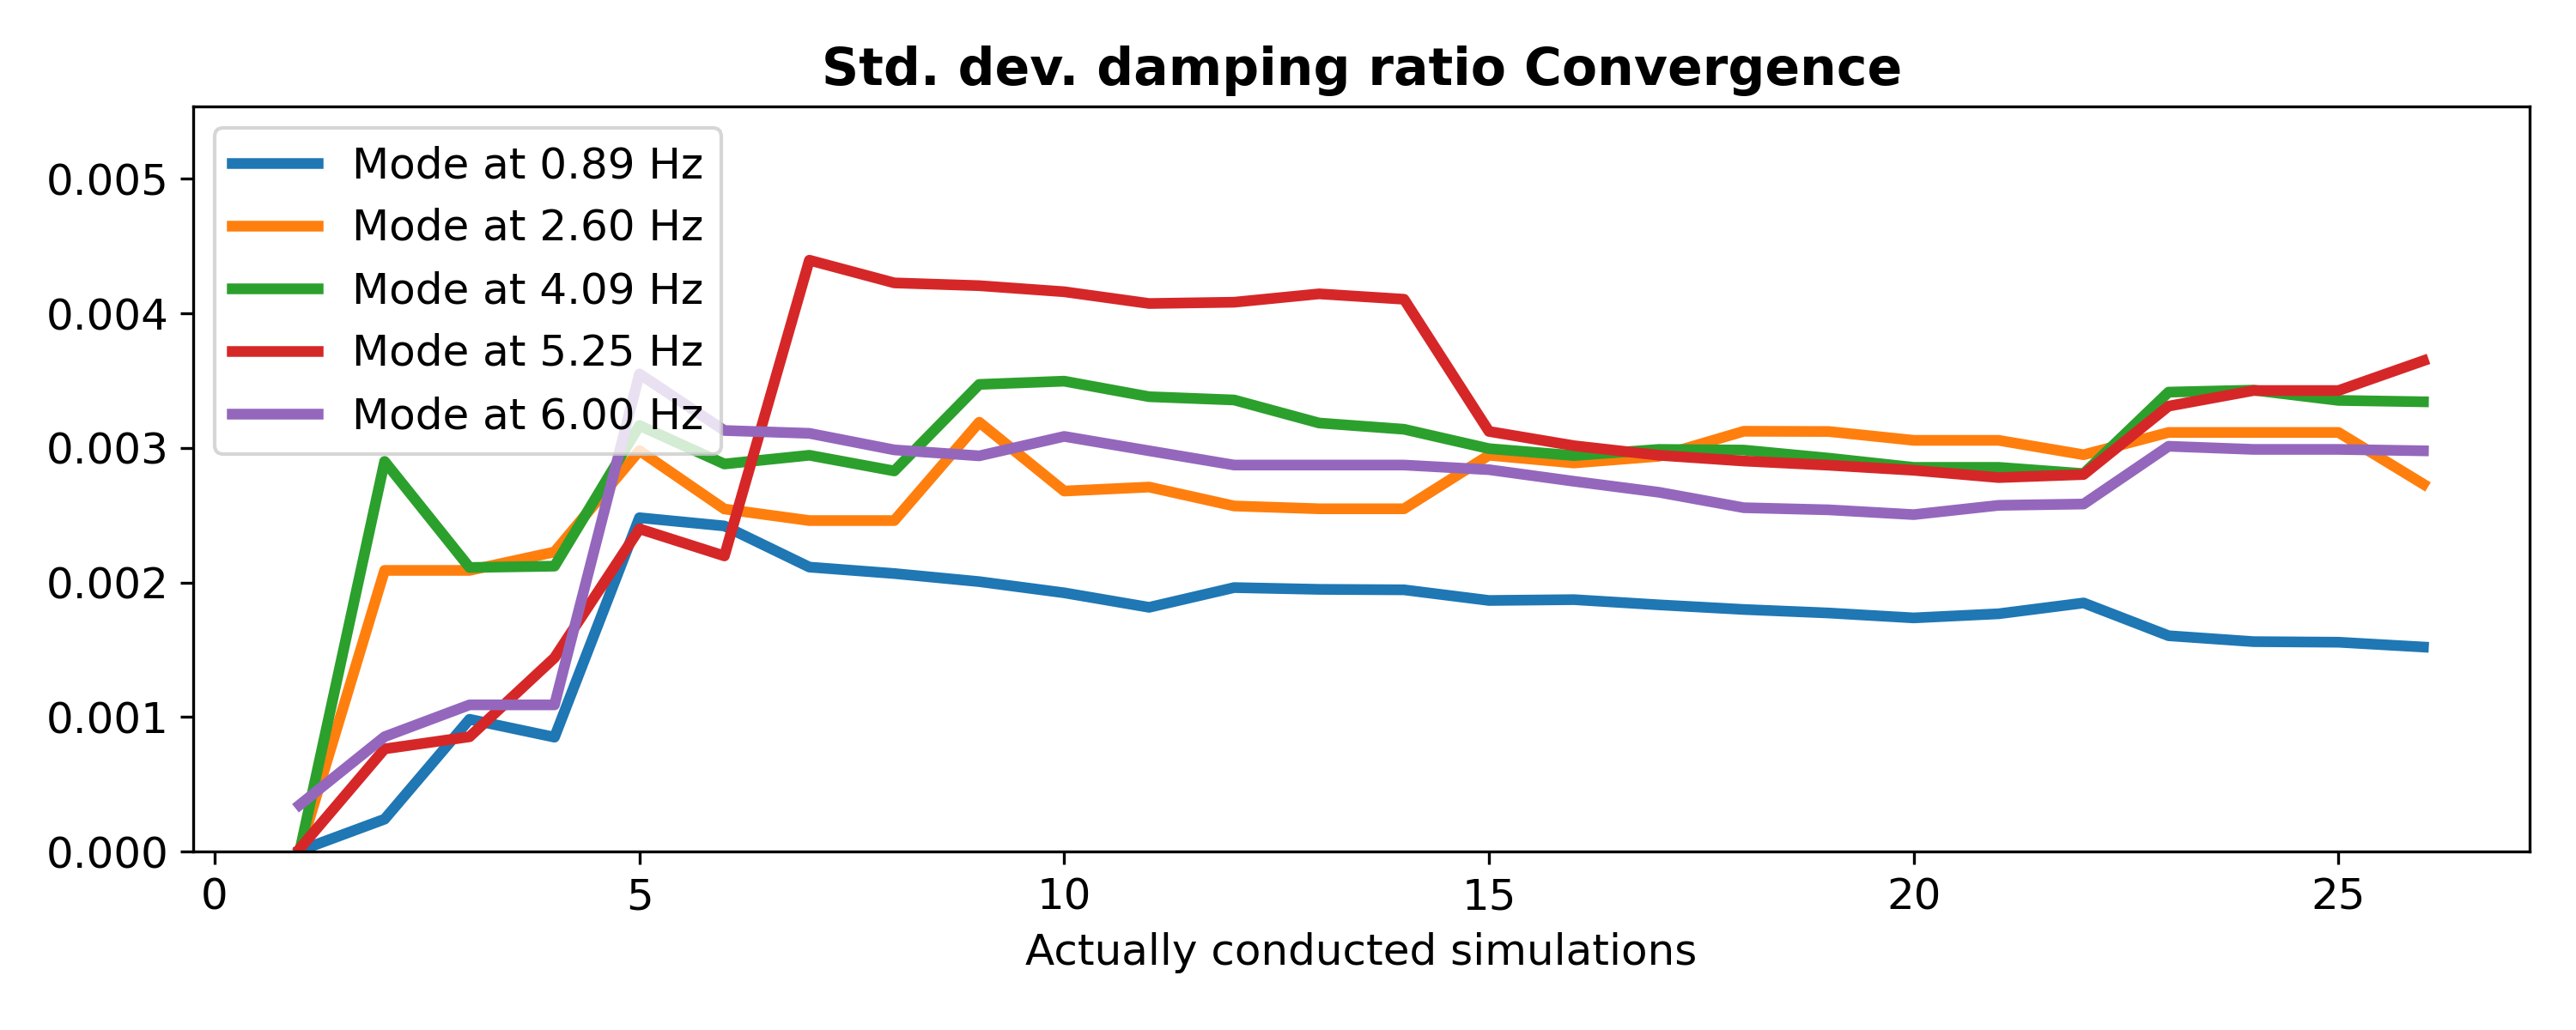 Std. dev. damping ratio Convergence
Mode at 0.89 Hz
Mode at 2.60 Hz
Mode at 4.09 Hz
Mode at 5.25 Hz
Mode at 6.00 Hz
0.005
0.004
0.003
0.002
0.001
0.000
0 5 10 15 20 25
Actually conducted simulations